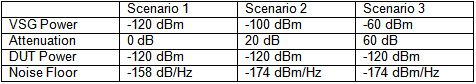 Scenario 1 Scenario 2 Scenario 3
VSG Power -120 dBm -100 dBm -60 dBm
Attenuation 0 dB 20 dB 60 dB
DUT Power -120 dBm -120 dBm -120 dBm
Noise Floor -158 dB/Hz -174 dBm/Hz -174 dBm/Hz